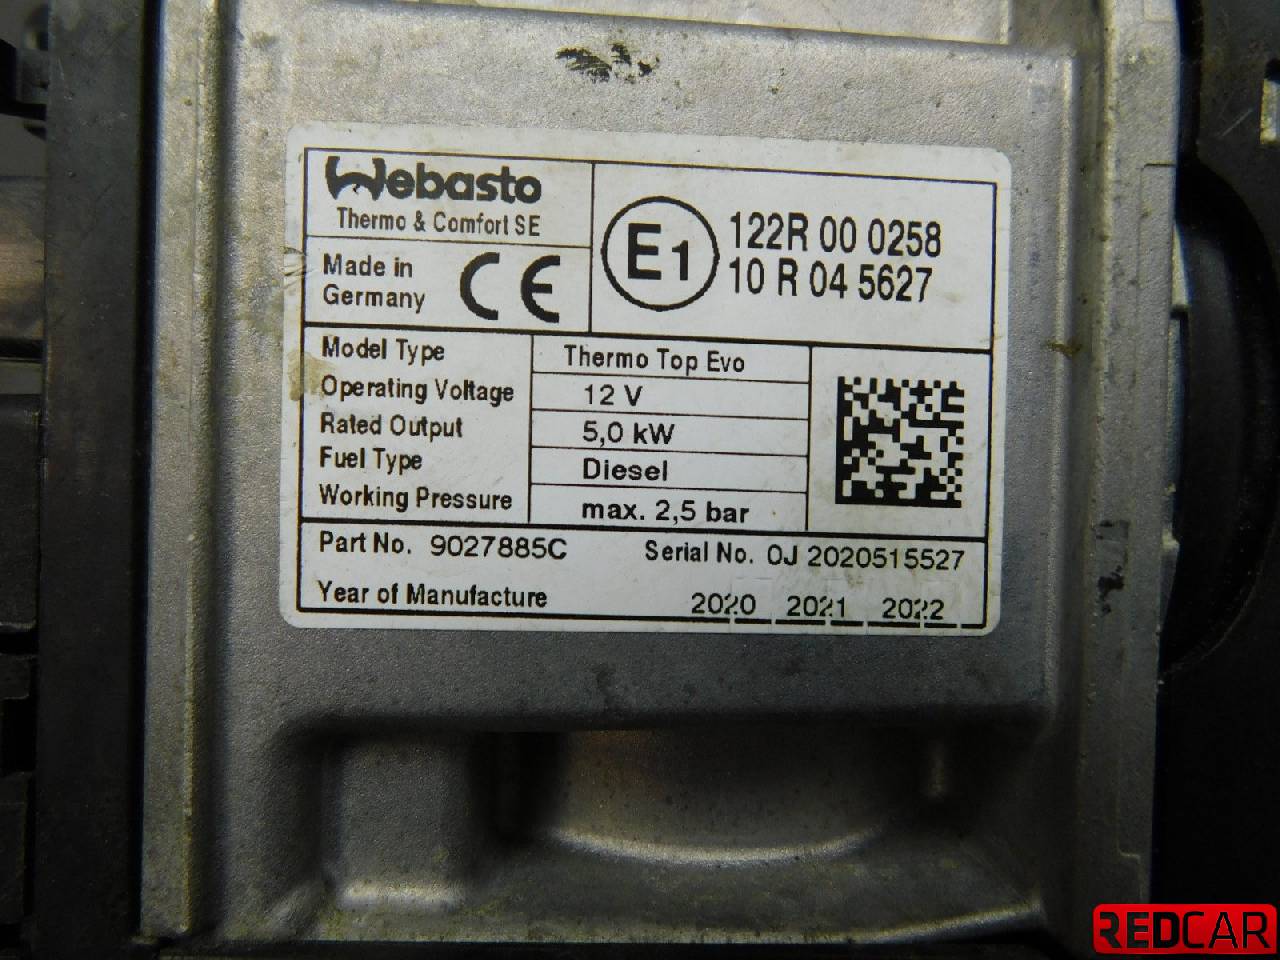 Webasto
Thermo & Comfort SE
Made in
Germany
CE
E1
122R 00 0258
10 R 04 5627
Model Type Thermo Top Evo
Operating Voltage 12 V
Rated Output 5,0 kW
Fuel Type Diesel
Working Pressure max. 2,5 bar
Part No. 9027885C Serial No. 0J 2020515527
Year of Manufacture 2020 2021 2022
REDCAR